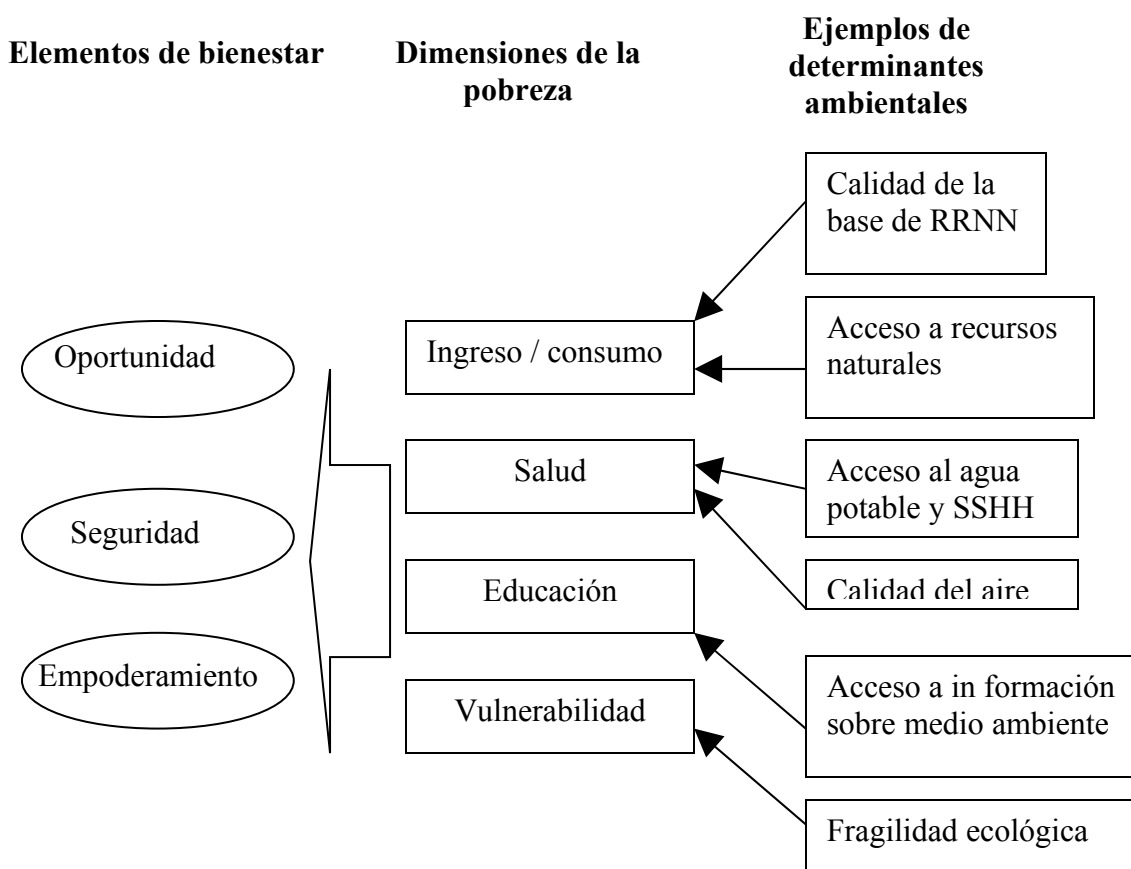 Elementos de bienestar
Dimensiones de la
pobreza
Ejemplos de
determinantes
ambientales
Oportunidad
Seguridad
Empoderamiento
Ingreso / consumo
Salud
Educación
Vulnerabilidad
Calidad de la
base de RRNN
Acceso a recursos
naturales
Acceso al agua
potable y SSHH
Calidad del aire
Acceso a in formación
sobre medio ambiente
Fragilidad ecológica